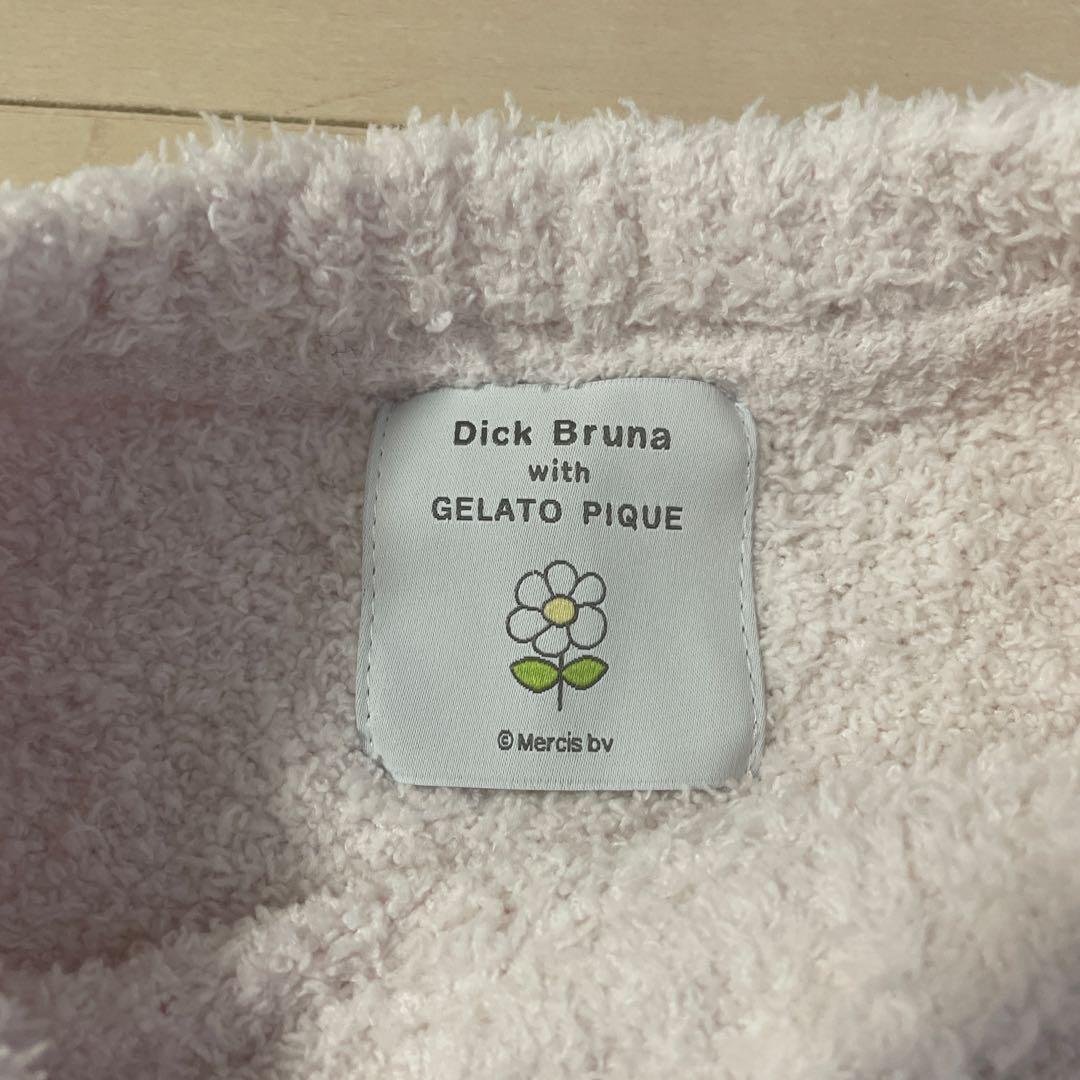 Dick Bruna
with
GELATO PIQUE
© Mercis bv